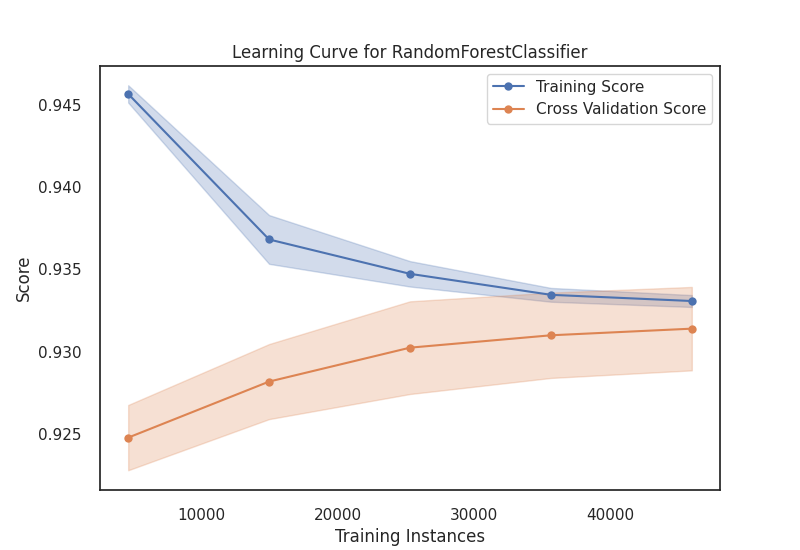 Learning Curve for RandomForestClassifier
Training Score
Cross Validation Score
0.945
0.940
0.935
0.930
0.925
Score
10000
20000
30000
40000
Training Instances